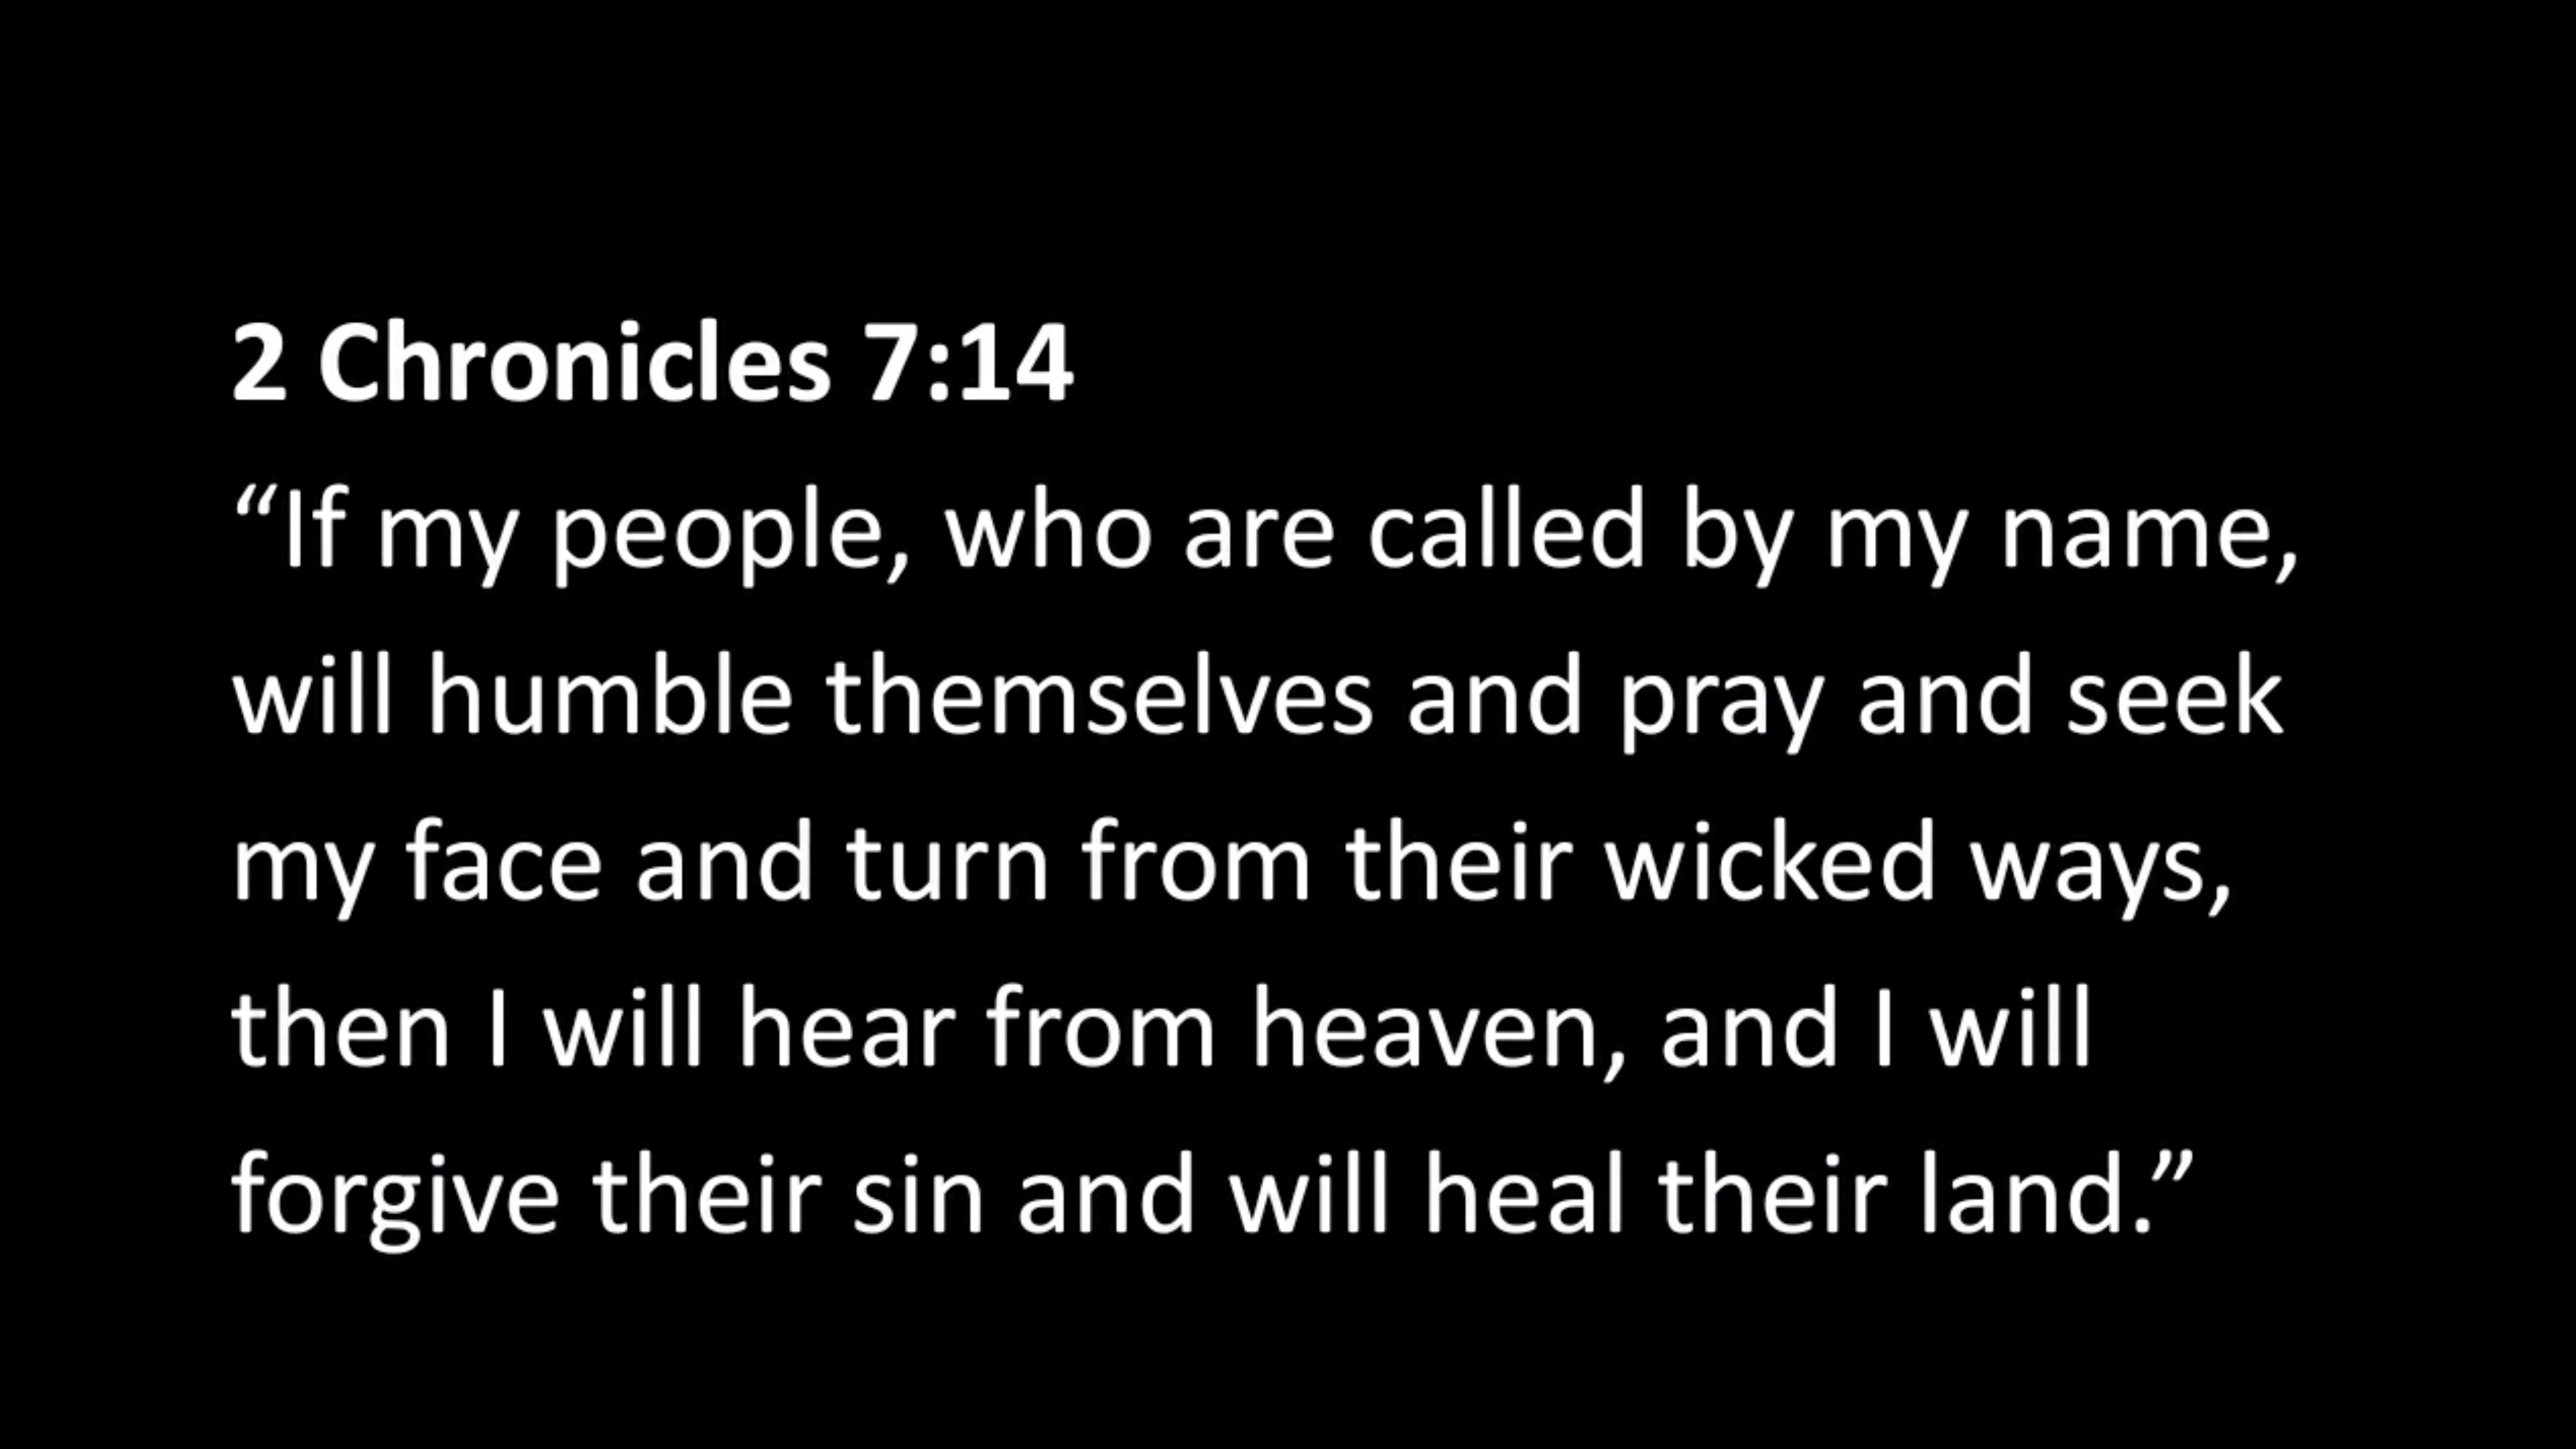 2 Chronicles 7:14
“If my people, who are called by my name,
will humble themselves and pray and seek
my face and turn from their wicked ways,
then I will hear from heaven, and I will
forgive their sin and will heal their land.”